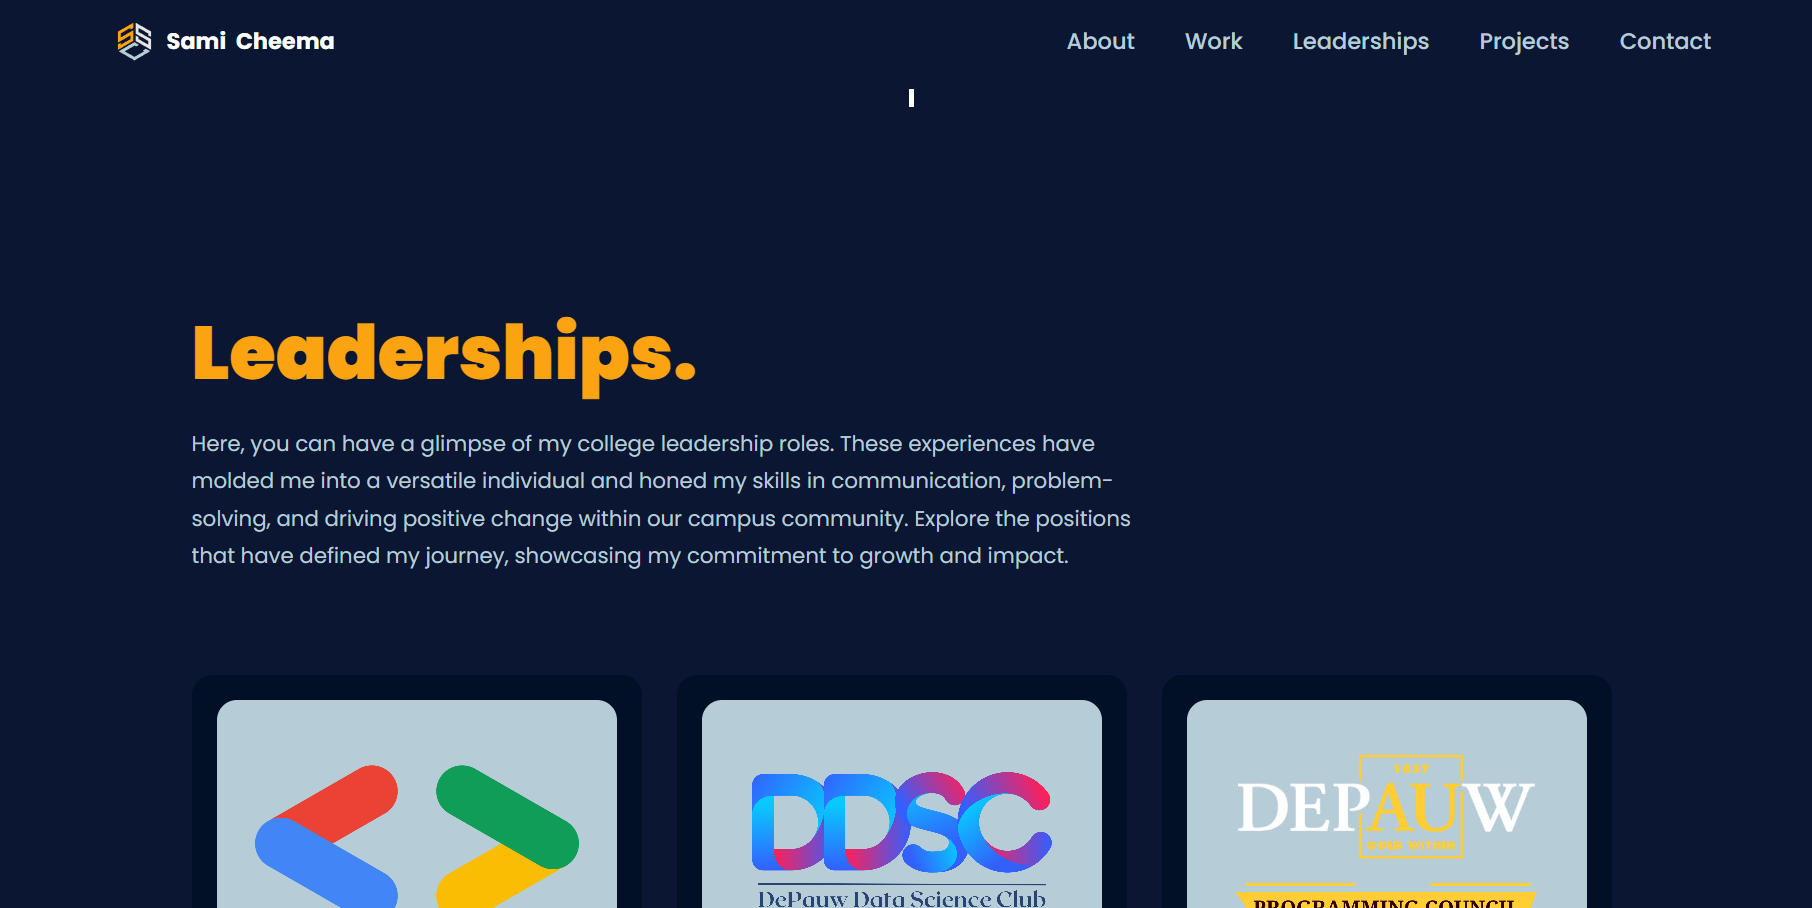 Sami Cheema
About Work Leaderships Projects Contact
Leaderships.
Here, you can have a glimpse of my college leadership roles. These experiences have
molded me into a versatile individual and honed my skills in communication, problem-
solving, and driving positive change within our campus community. Explore the positions
that have defined my journey, showcasing my commitment to growth and impact.
DDSC
DePauw Data Science Club
1837
DEPAUW
GOLD WITHIN
PROGRAMMING COUNCIL